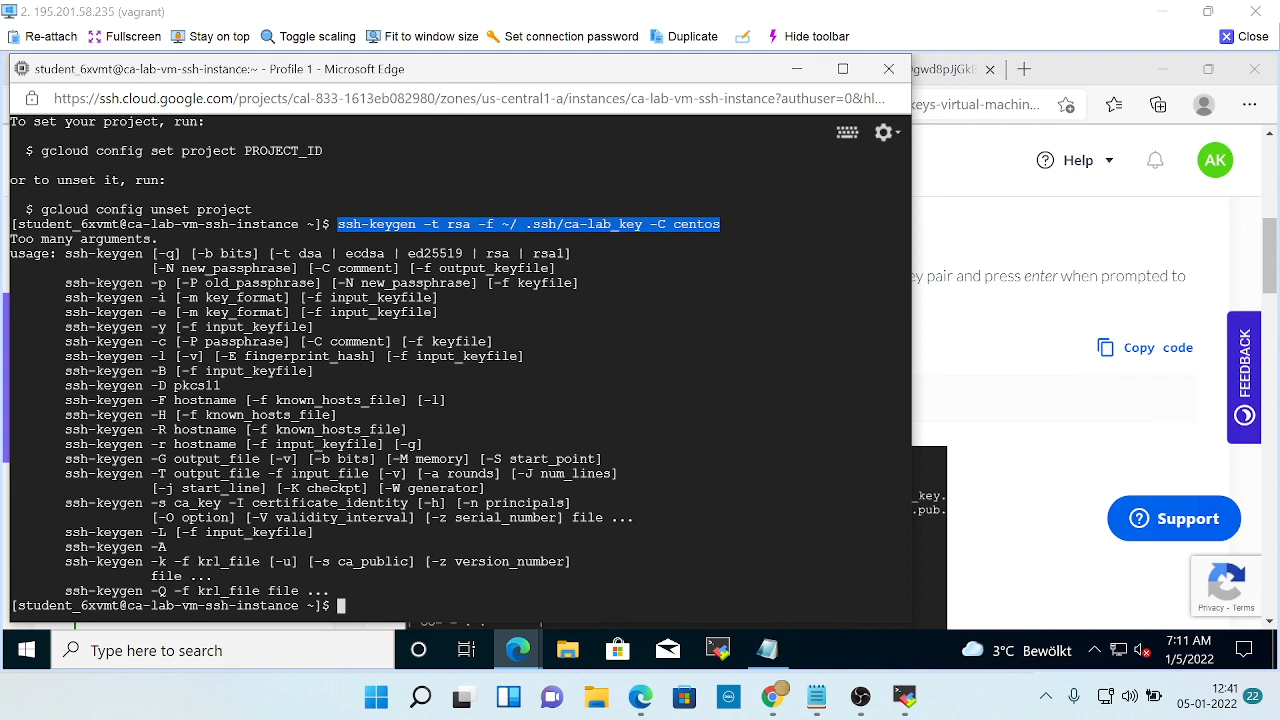 2. 195.201.58.235 (vagrant)
Re-attach Fullscreen Stay on top Toggle scaling Fit to window size Set connection password Duplicate Hide toolbar Close
student_6xvmt@ca-lab-vm-ssh-instance:~ - Profile 1 - Microsoft Edge
https://ssh.cloud.google.com/projects/cal-833-1613eb082980/zones/us-central1-a/instances/ca-lab-vm-ssh-instance?authuser=0&hl...
keys-virtual-machin...
To set your project, run:
$ gcloud config set project PROJECT_ID
or to unset it, run:
$ gcloud config unset project
[student_6xvmt@ca-lab-vm-ssh-instance ~]$ ssh-keygen -t rsa -f ~/ .ssh/ca-lab_key -C centos
Too many arguments.
usage: ssh-keygen [-q] [-b bits] [-t dsa | ecdsa | ed25519 | rsa | rsa1]
[-N new_passphrase] [-C comment] [-f output_keyfile]
ssh-keygen -p [-P old_passphrase] [-N new_passphrase] [-f keyfile]
ssh-keygen -i [-m key_format] [-f input_keyfile]
ssh-keygen -e [-m key_format] [-f input_keyfile]
ssh-keygen -y [-f input_keyfile]
ssh-keygen -c [-P passphrase] [-C comment] [-f keyfile]
ssh-keygen -l [-v] [-E fingerprint_hash] [-f input_keyfile]
ssh-keygen -B [-f input_keyfile]
ssh-keygen -D pkcs11
ssh-keygen -F hostname [-f known_hosts_file] [-l]
ssh-keygen -H [-f known_hosts_file]
ssh-keygen -R hostname [-f known_hosts_file]
ssh-keygen -r hostname [-f input_keyfile] [-g]
ssh-keygen -G output_file [-v] [-b bits] [-M memory] [-S start_point]
ssh-keygen -T output_file -f input_file [-v] [-a rounds] [-J num_lines]
[-j start_line] [-K checkpt] [-W generator]
ssh-keygen -s ca_key -I certificate_identity [-h] [-n principals]
[-O option] [-V validity_interval] [-z serial_number] file ...
ssh-keygen -L [-f input_keyfile]
ssh-keygen -A
ssh-keygen -k -f krl_file [-u] [-s ca_public] [-z version_number]
file ...
ssh-keygen -Q -f krl_file file ...
[student_6xvmt@ca-lab-vm-ssh-instance ~]$
Help
AK
ey pair and press enter when prompted to
Copy code
FEEDBACK
_key.
.pub.
Support
Privacy - Terms
Type here to search
3°C Bewölkt
7:11 AM
1/5/2022
12:41
05-01-2022
22